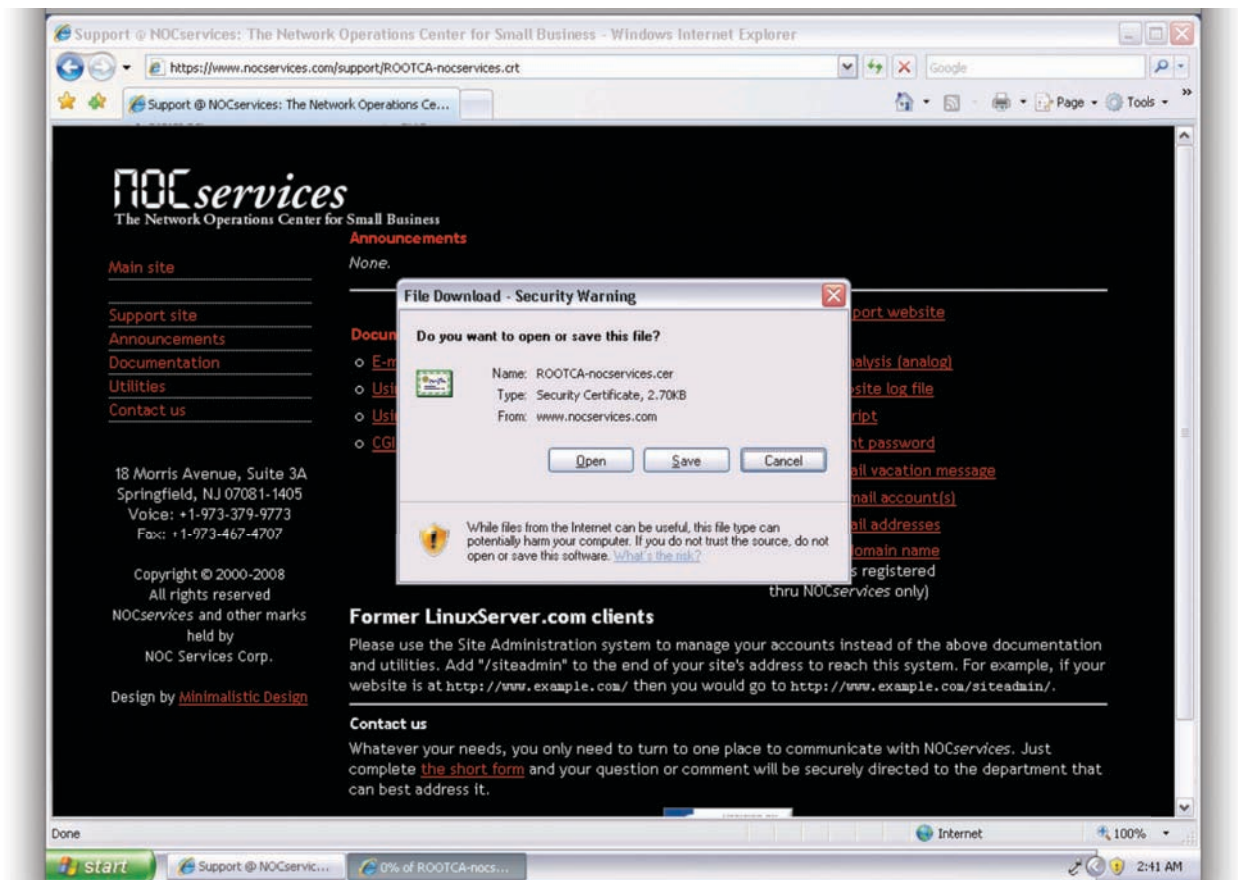 Support @ NOCservices: The Network Operations Center for Small Business - Windows Internet Explorer
https://www.nocservices.com/support/ROOTCA-nocservices.crt
Google
Support @ NOCservices: The Network Operations Ce...
Page
Tools
NOCservices
The Network Operations Center for Small Business
Main site
Support site
Announcements
Documentation
Utilities
Contact us
18 Morris Avenue, Suite 3A
Springfield, NJ 07081-1405
Voice: +1-973-379-9773
Fax: +1-973-467-4707
Copyright © 2000-2008
All rights reserved
NOCservices and other marks
held by
NOC Services Corp.
Design by Minimalistic Design
Announcements
None.
File Download - Security Warning
Do you want to open or save this file?
Name: ROOTCA-nocservices.cer
Type: Security Certificate, 2.70KB
From: www.nocservices.com
Open Save Cancel
While files from the Internet can be useful, this file type can
potentially harm your computer. If you do not trust the source, do not
open or save this software. What's the risk?
website
(analog)
site log file
password
vacation message
account(s)
addresses
name
registered
thru NOCservices only)
Former LinuxServer.com clients
Please use the Site Administration system to manage your accounts instead of the above documentation
and utilities. Add "/siteadmin" to the end of your site's address to reach this system. For example, if your
website is at http://www.example.com/ then you would go to http://www.example.com/siteadmin/.
Contact us
Whatever your needs, you only need to turn to one place to communicate with NOCservices. Just
complete the short form and your question or comment will be securely directed to the department that
can best address it.
Done
Internet
100%
start
Support @ NOCservic...
0% of ROOTCA-nocs...
2:41 AM